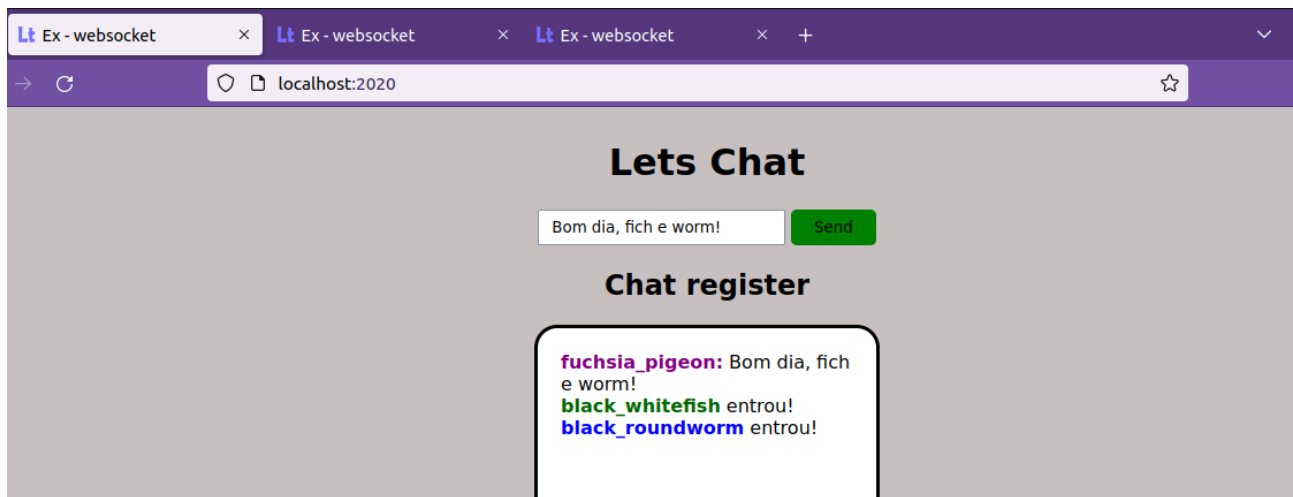 Lt Ex - websocket
Lt Ex - websocket
Lt Ex - websocket
localhost:2020
Lets Chat
Bom dia, fich e worm!
Send
Chat register
fuchsia_pigeon: Bom dia, fich
e worm!
black_whitefish entrou!
black_roundworm entrou!